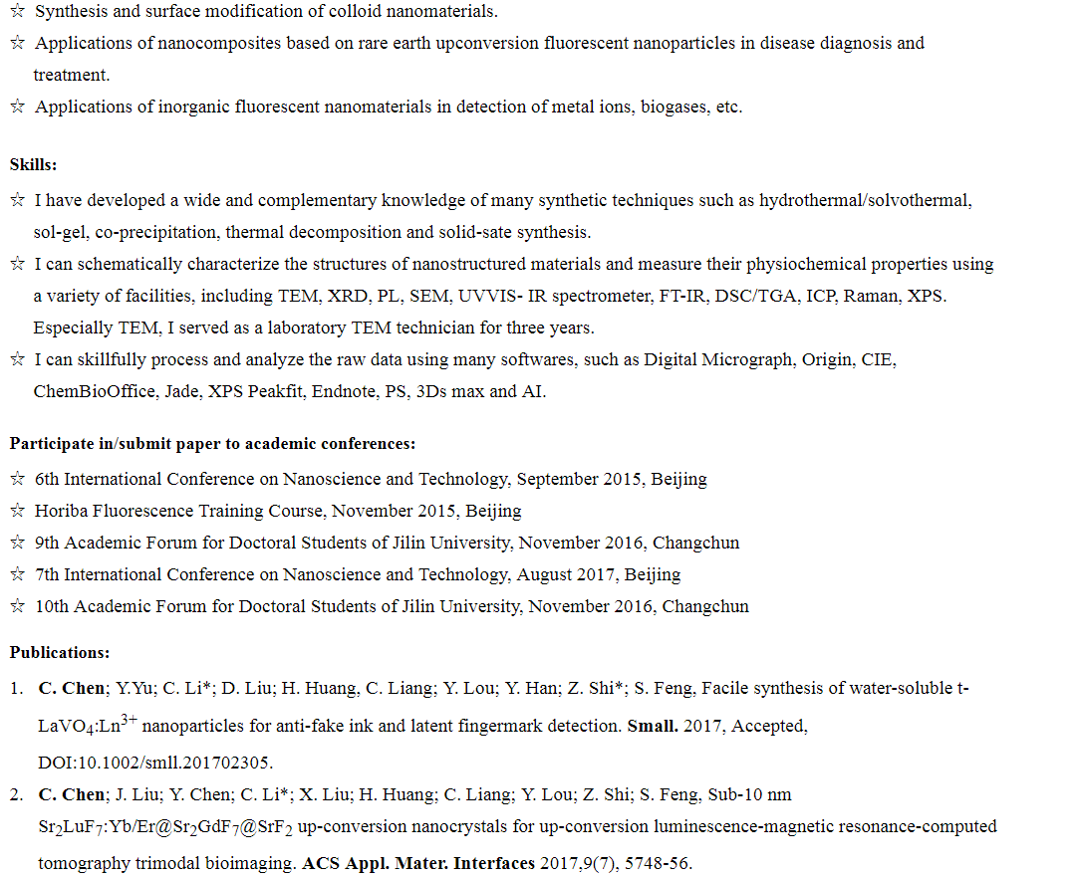 ☆ Synthesis and surface modification of colloid nanomaterials.
☆ Applications of nanocomposites based on rare earth upconversion fluorescent nanoparticles in disease diagnosis and
treatment.
☆ Applications of inorganic fluorescent nanomaterials in detection of metal ions, biogases, etc.
Skills:
☆ I have developed a wide and complementary knowledge of many synthetic techniques such as hydrothermal/solvothermal,
sol-gel, co-precipitation, thermal decomposition and solid-sate synthesis.
☆ I can schematically characterize the structures of nanostructured materials and measure their physiochemical properties using
a variety of facilities, including TEM, XRD, PL, SEM, UVVIS- IR spectrometer, FT-IR, DSC/TGA, ICP, Raman, XPS.
Especially TEM, I served as a laboratory TEM technician for three years.
☆ I can skillfully process and analyze the raw data using many softwares, such as Digital Micrograph, Origin, CIE,
ChemBioOffice, Jade, XPS Peakfit, Endnote, PS, 3Ds max and AI.
Participate in/submit paper to academic conferences:
☆ 6th International Conference on Nanoscience and Technology, September 2015, Beijing
☆ Horiba Fluorescence Training Course, November 2015, Beijing
☆ 9th Academic Forum for Doctoral Students of Jilin University, November 2016, Changchun
☆ 7th International Conference on Nanoscience and Technology, August 2017, Beijing
☆ 10th Academic Forum for Doctoral Students of Jilin University, November 2016, Changchun
Publications:
1. C. Chen; Y.Yu; C. Li*; D. Liu; H. Huang, C. Liang; Y. Lou; Y. Han; Z. Shi*; S. Feng, Facile synthesis of water-soluble t-
LaVO₄:Ln³⁺ nanoparticles for anti-fake ink and latent fingermark detection. Small. 2017, Accepted,
DOI:10.1002/smll.201702305.
2. C. Chen; J. Liu; Y. Chen; C. Li*; X. Liu; H. Huang; C. Liang; Y. Lou; Z. Shi; S. Feng, Sub-10 nm
Sr₂LuF₇:Yb/Er@Sr₂GdF₇@SrF₂ up-conversion nanocrystals for up-conversion luminescence-magnetic resonance-computed
tomography trimodal bioimaging. ACS Appl. Mater. Interfaces 2017,9(7), 5748-56.